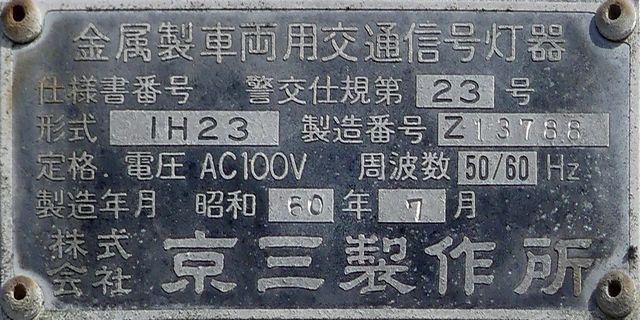 金属製車両用交通信号灯器
仕様書番号 警交仕規第 23 号
形式 1H23 製造番号 Z13788
定格 電圧 AC100V 周波数 50/60 Hz
製造年月 昭和 60 年 7 月
株式会社 京三製作所